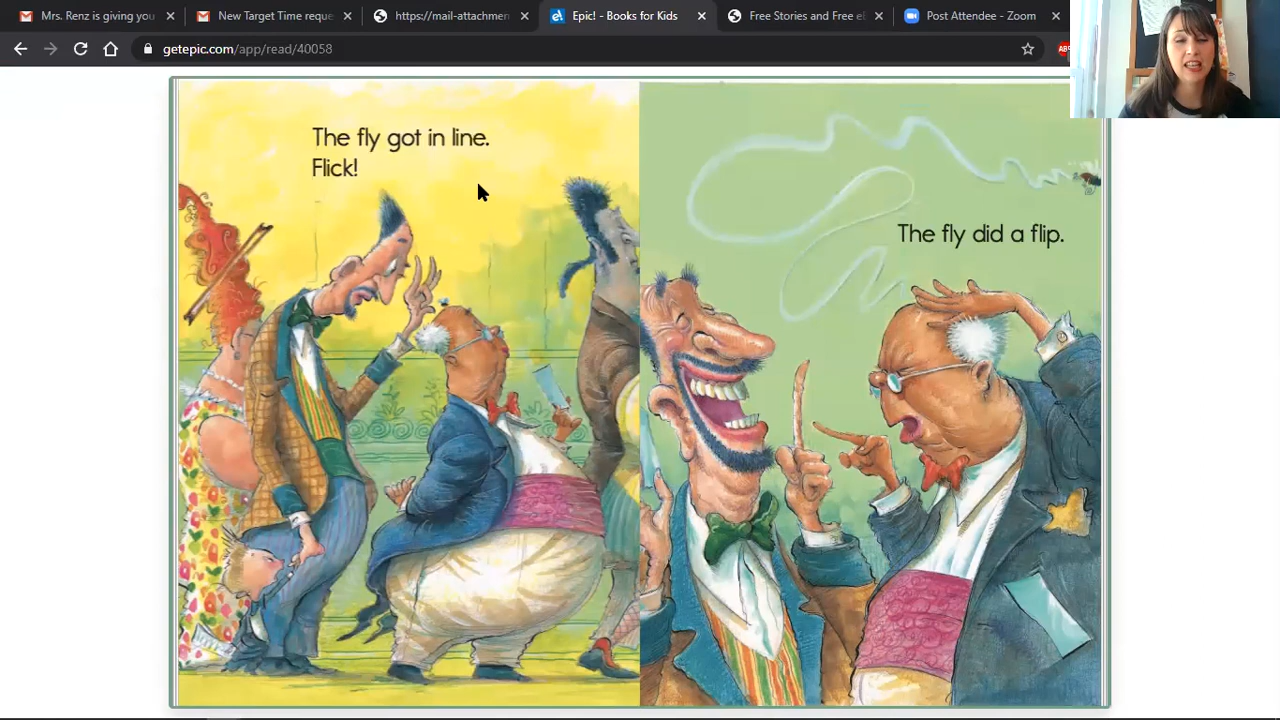 Mrs. Renz is giving you
New Target Time reque
https://mail-attachmen
Epic! - Books for Kids
Free Stories and Free e
Post Attendee - Zoom
getepic.com/app/read/40058
The fly got in line.
Flick!
The fly did a flip.